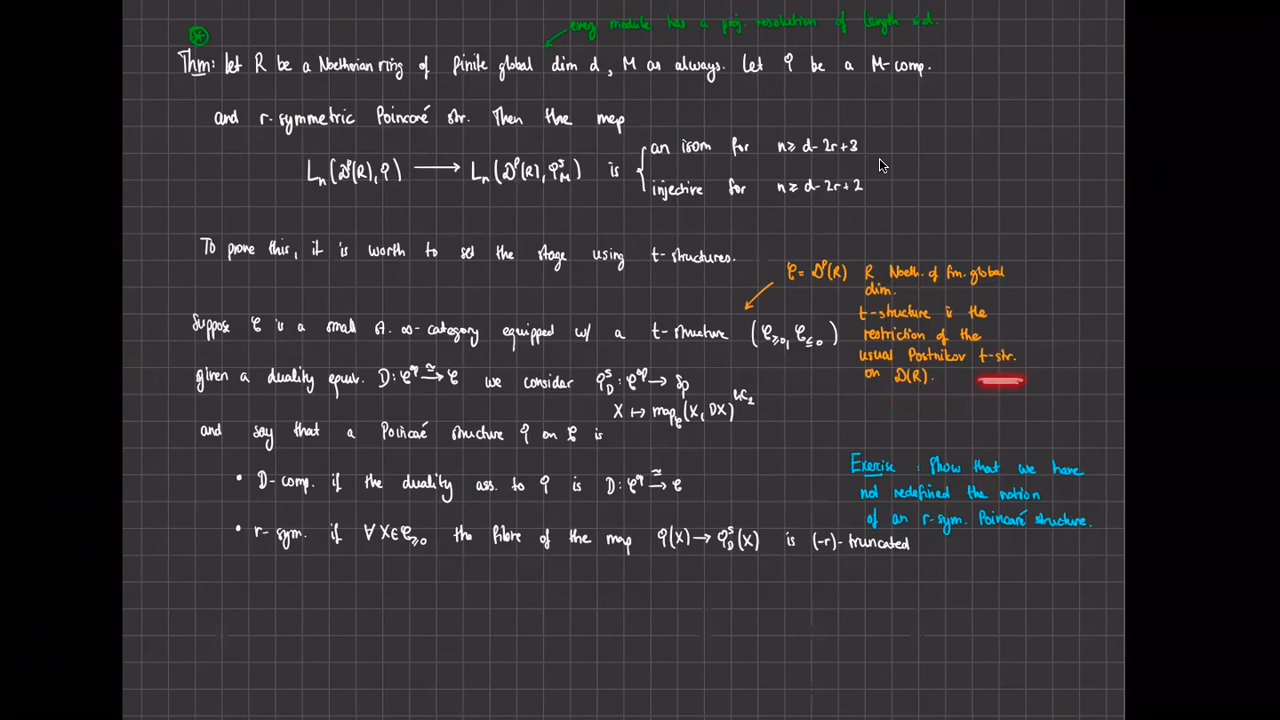 every module has a proj. resolution of length ≤ d.
Thm: let R be a Noetherian ring of finite global dim d, M as always. Let Ϙ be a M-comp.
and r-symmetric Poincaré str. Then the map
Lₙ(𝒟ᵖ(R), Ϙ) ⟶ Lₙ(𝒟ᵖ(R), Ϙˢ_M) is { an isom for n ≥ d-2r+3
injective for n ≥ d-2r+2
To prove this, it is worth to set the stage using t-structures.
𝒞 = 𝒟ᵖ(R) R Noeth. of fin. global
dim.
t-structure is the
restriction of the
usual Postnikov t-str.
on 𝒟(R).
Suppose 𝒞 is a small st. ∞-category equipped w/ a t-structure (𝒞≥0, 𝒞≤0)
given a duality equiv. D: 𝒞ᵒᵖ ≅→ 𝒞 we consider Ϙˢ_D: 𝒞ᵒᵖ → Sp
X ↦ map_𝒞(X, DX)^{hC₂}
and say that a Poincaré structure Ϙ on 𝒞 is
• D-comp. if the duality ass. to Ϙ is D: 𝒞ᵒᵖ ≅→ 𝒞
• r-sym. if ∀ X ∈ 𝒞≥0 the fibre of the map Ϙ(X) → Ϙˢ_D(X) is (-r)-truncated
Exercise: Show that we have
not redefined the notion
of an r-sym. Poincaré structure.